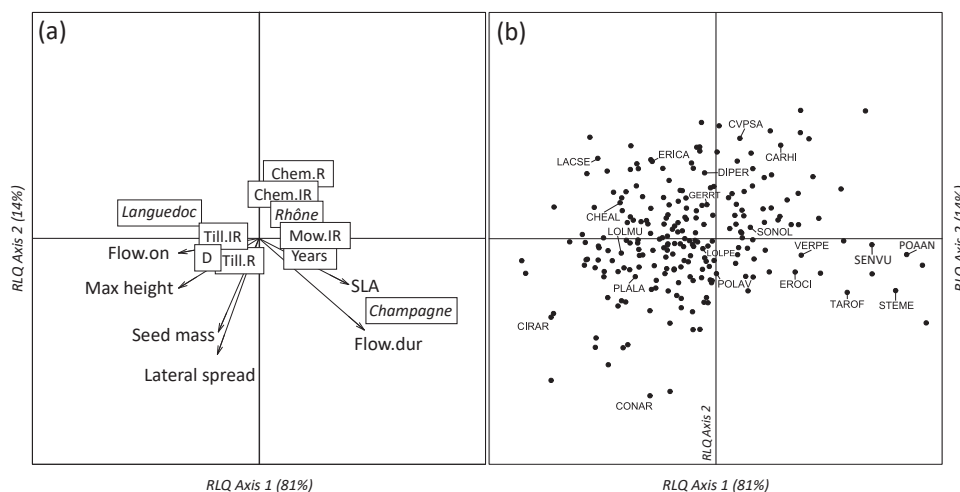 (a)
Chem.R
Chem.IR
Languedoc
Rhône
Till.IR
Mow.IR
Flow.on
D
Till.R
Years
Max height
SLA
Champagne
Seed mass
Flow.dur
Lateral spread
RLQ Axis 2 (14%)
RLQ Axis 1 (81%)
(b)
CVPSA
LACSE
ERICA
CARHI
DIPER
GERRT
CHEAL
LOLMU
SONOL
LOLPE
VERPE
SENVU
POAAN
PLALA
POLAV
EROCI
TAROF
STEME
CIRAR
CONAR
RLQ Axis 2
RLQ Axis 2 (14%)
RLQ Axis 1 (81%)